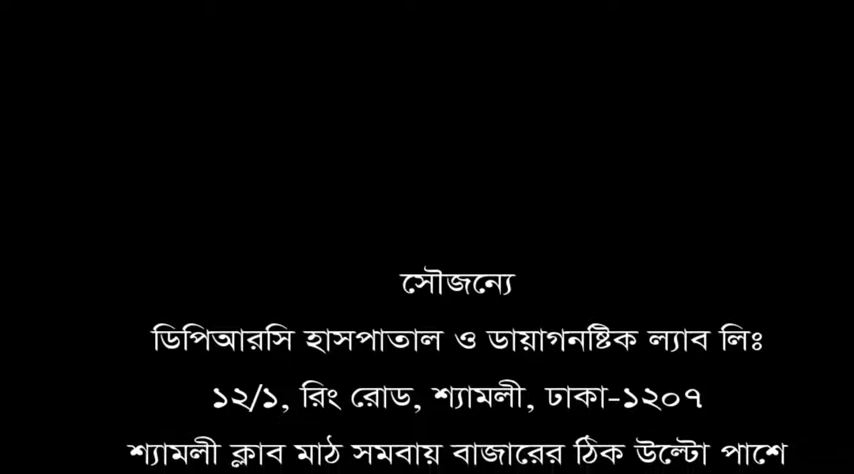 সৌজন্যে
ডিপিআরসি হাসপাতাল ও ডায়াগনষ্টিক ল্যাব লিঃ
১২/১, রিং রোড, শ্যামলী, ঢাকা-১২০৭
শ্যামলী ক্লাব মাঠ সমবায় বাজারের ঠিক উল্টো পাশে